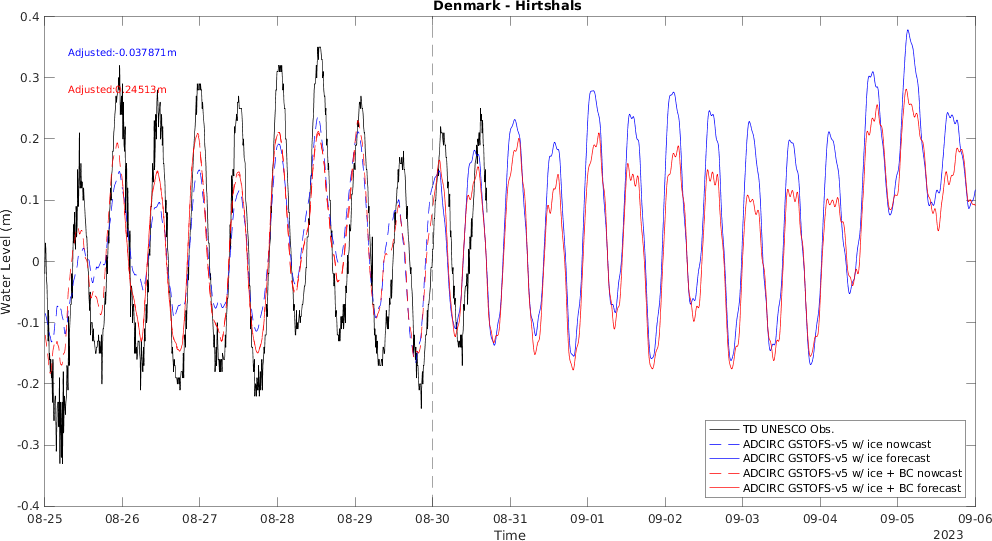 Denmark - Hirtshals
0.4
0.3
0.2
0.1
0
-0.1
-0.2
-0.3
-0.4
Water Level (m)
Adjusted:-0.037871m
Adjusted:0.24513m
TD UNESCO Obs.
ADCIRC GSTOFS-v5 w/ ice nowcast
ADCIRC GSTOFS-v5 w/ ice forecast
ADCIRC GSTOFS-v5 w/ ice + BC nowcast
ADCIRC GSTOFS-v5 w/ ice + BC forecast
08-25 08-26 08-27 08-28 08-29 08-30 08-31 09-01 09-02 09-03 09-04 09-05 09-06
Time
2023